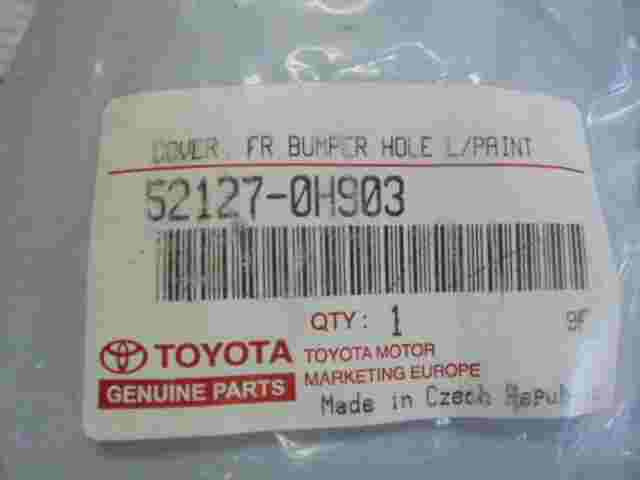 COVER, FR BUMPER HOLE L/PAINT
52127-0H903
QTY: 1 9F
TOYOTA
GENUINE PARTS
TOYOTA MOTOR
MARKETING EUROPE
Made in Czech